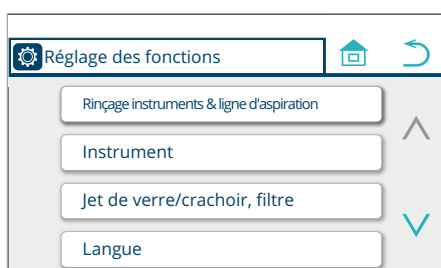 Réglage des fonctions
Rinçage instruments & ligne d'aspiration
Instrument
Jet de verre/crachoir, filtre
Langue